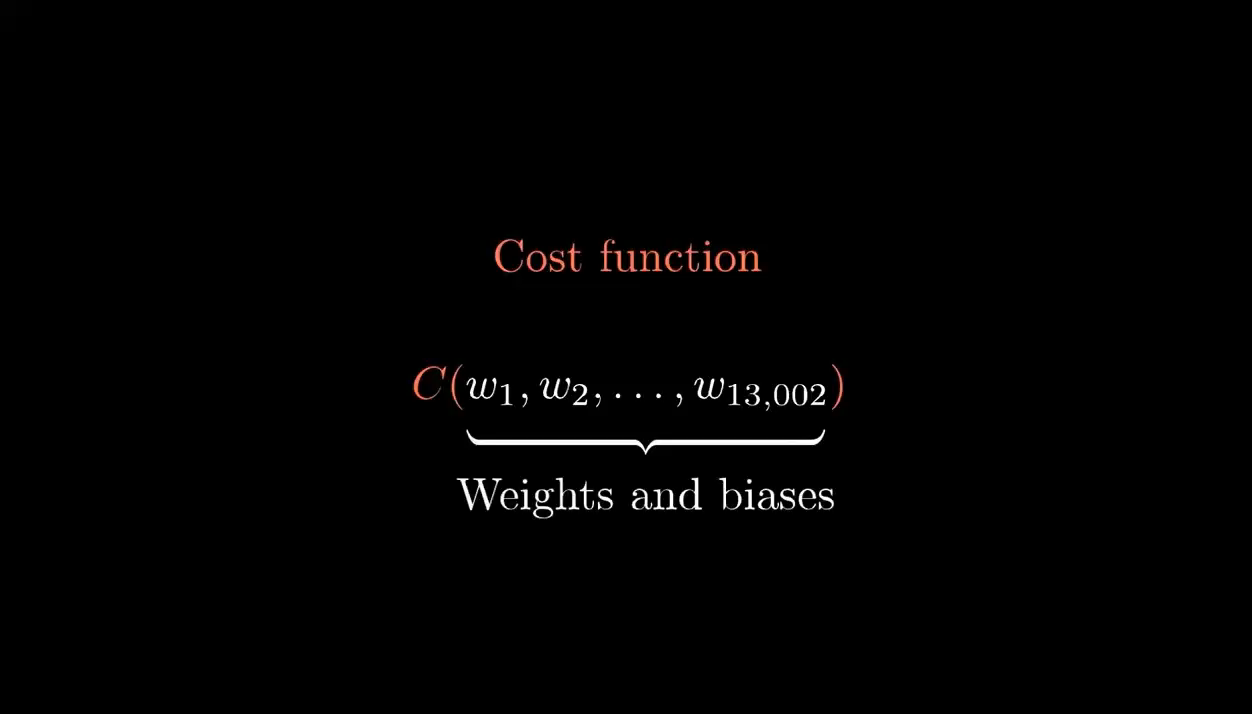 Cost function
C(w₁, w₂, . . . , w₁₃,₀₀₂)
Weights and biases